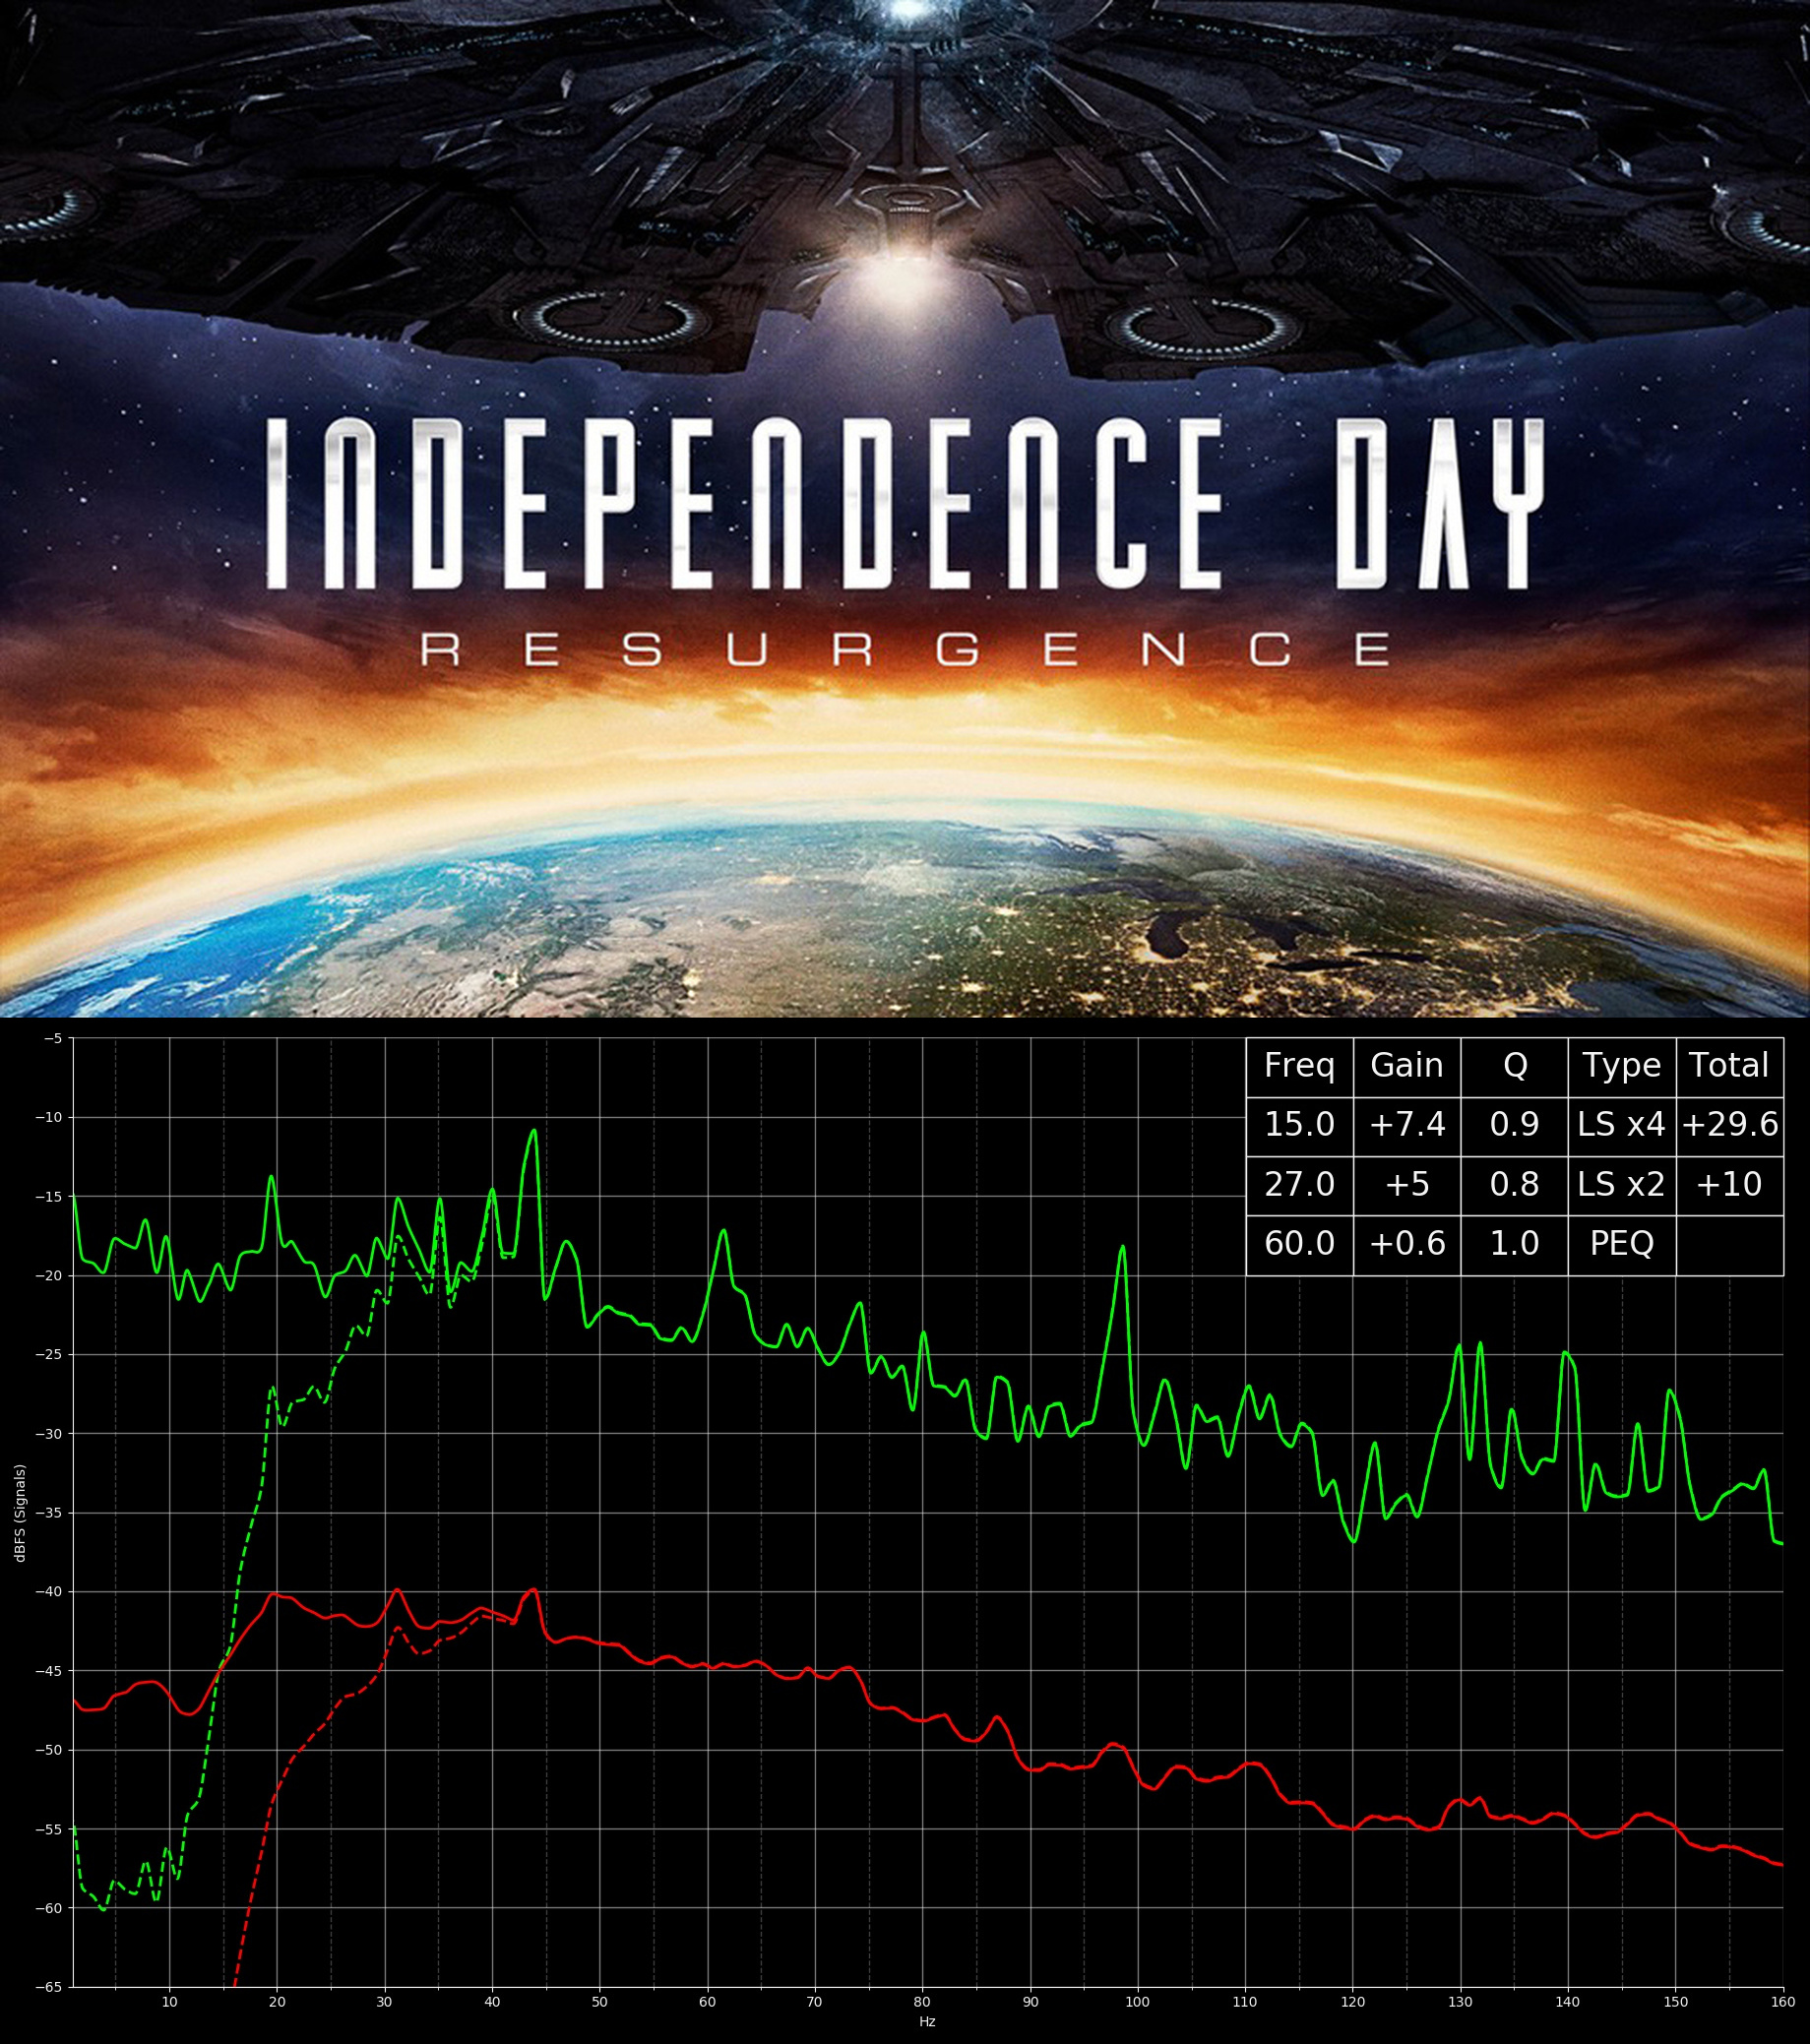 INDEPENDENCE DAY
RESURGENCE
Freq Gain Q Type Total
15.0 +7.4 0.9 LS x4 +29.6
27.0 +5 0.8 LS x2 +10
60.0 +0.6 1.0 PEQ
−5
−10
−15
−20
−25
−30
−35
−40
−45
−50
−55
−60
−65
dBFS (Signals)
10 20 30 40 50 60 70 80 90 100 110 120 130 140 150 160
Hz